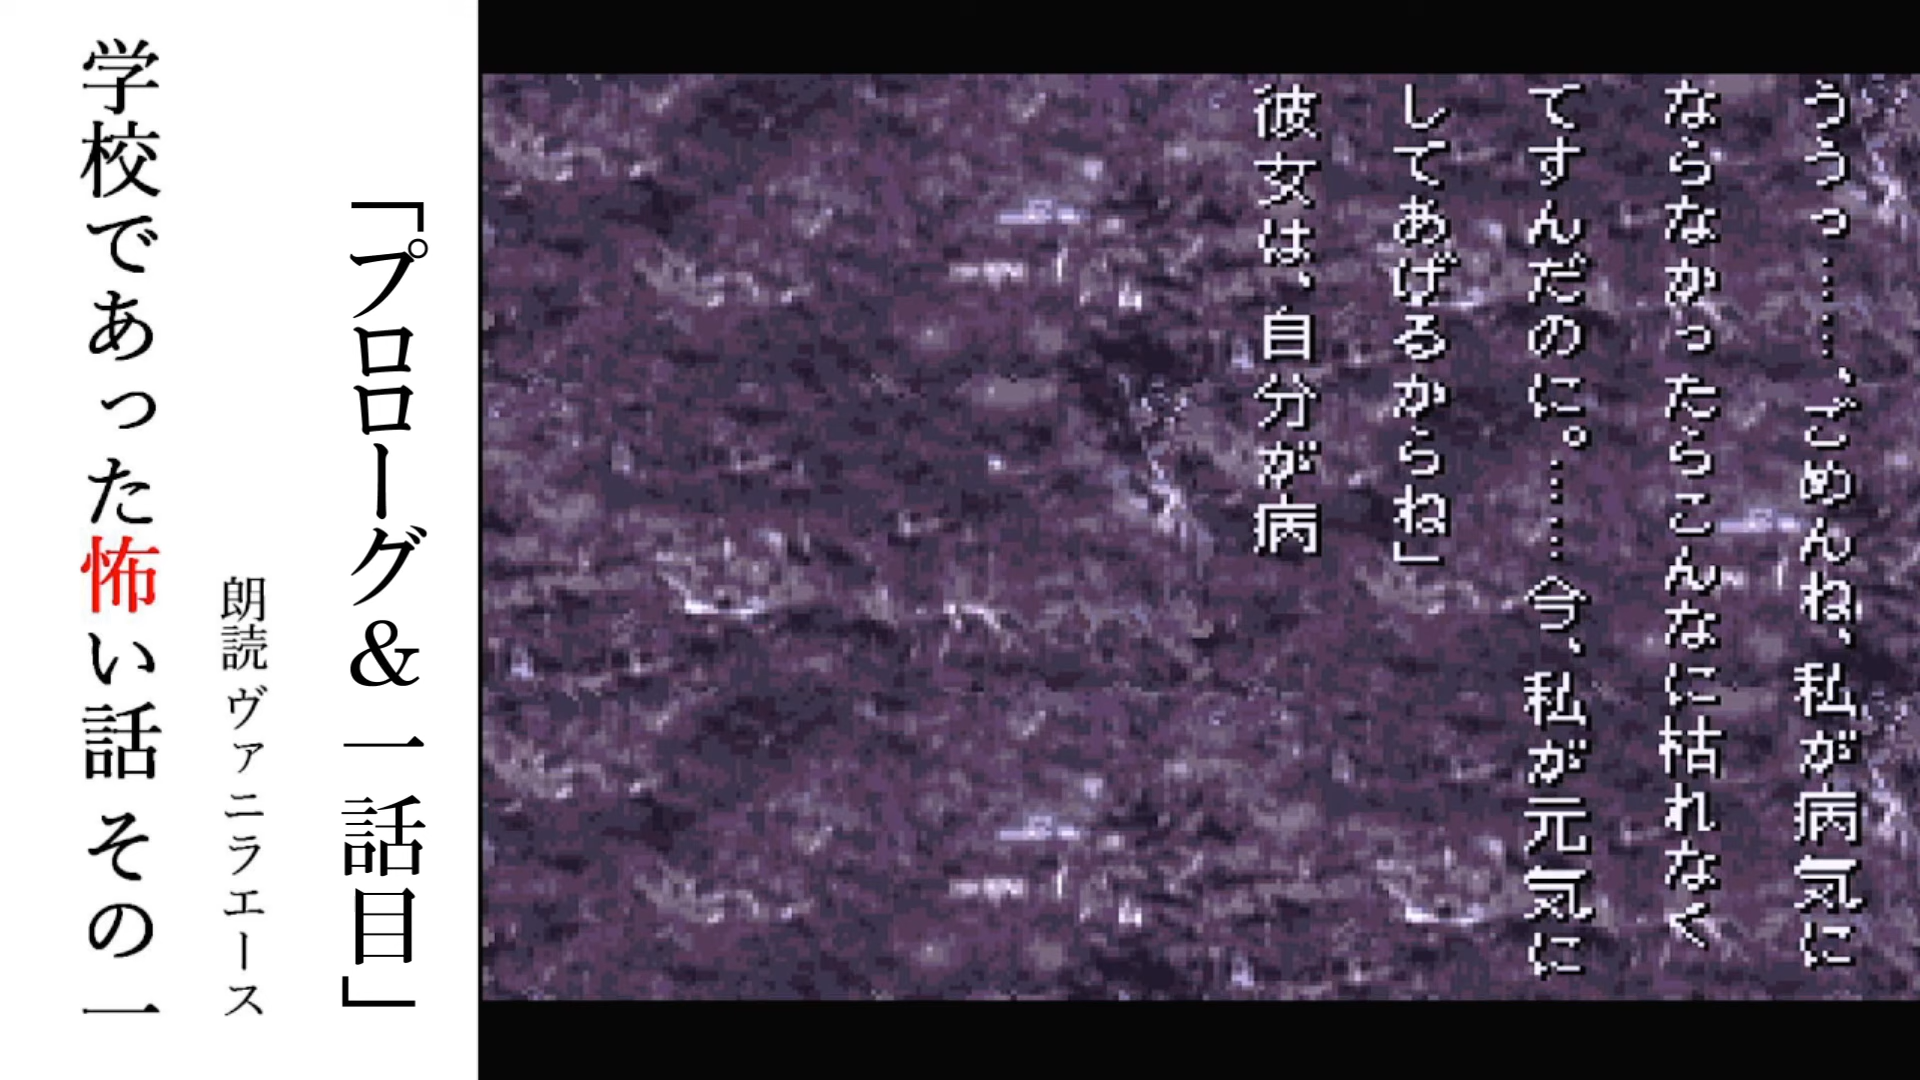 ううっ……、ごめんね、私が病気に
ならなかったらこんなに枯れなく
てすんだのに。……今、私が元気に
してあげるからね」
彼女は、自分が病
「プロローグ＆一話目」
朗読 ヴァニラエース
学校であった怖い話 その一